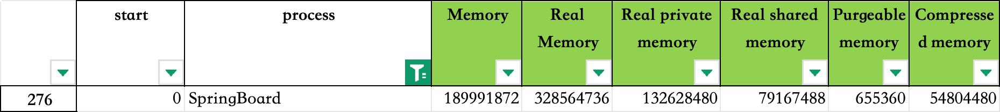 start process Memory Real Memory Real private memory Real shared memory Purgeable memory Compresse d memory
276 0 SpringBoard 189991872 328564736 132628480 79167488 655360 54804480